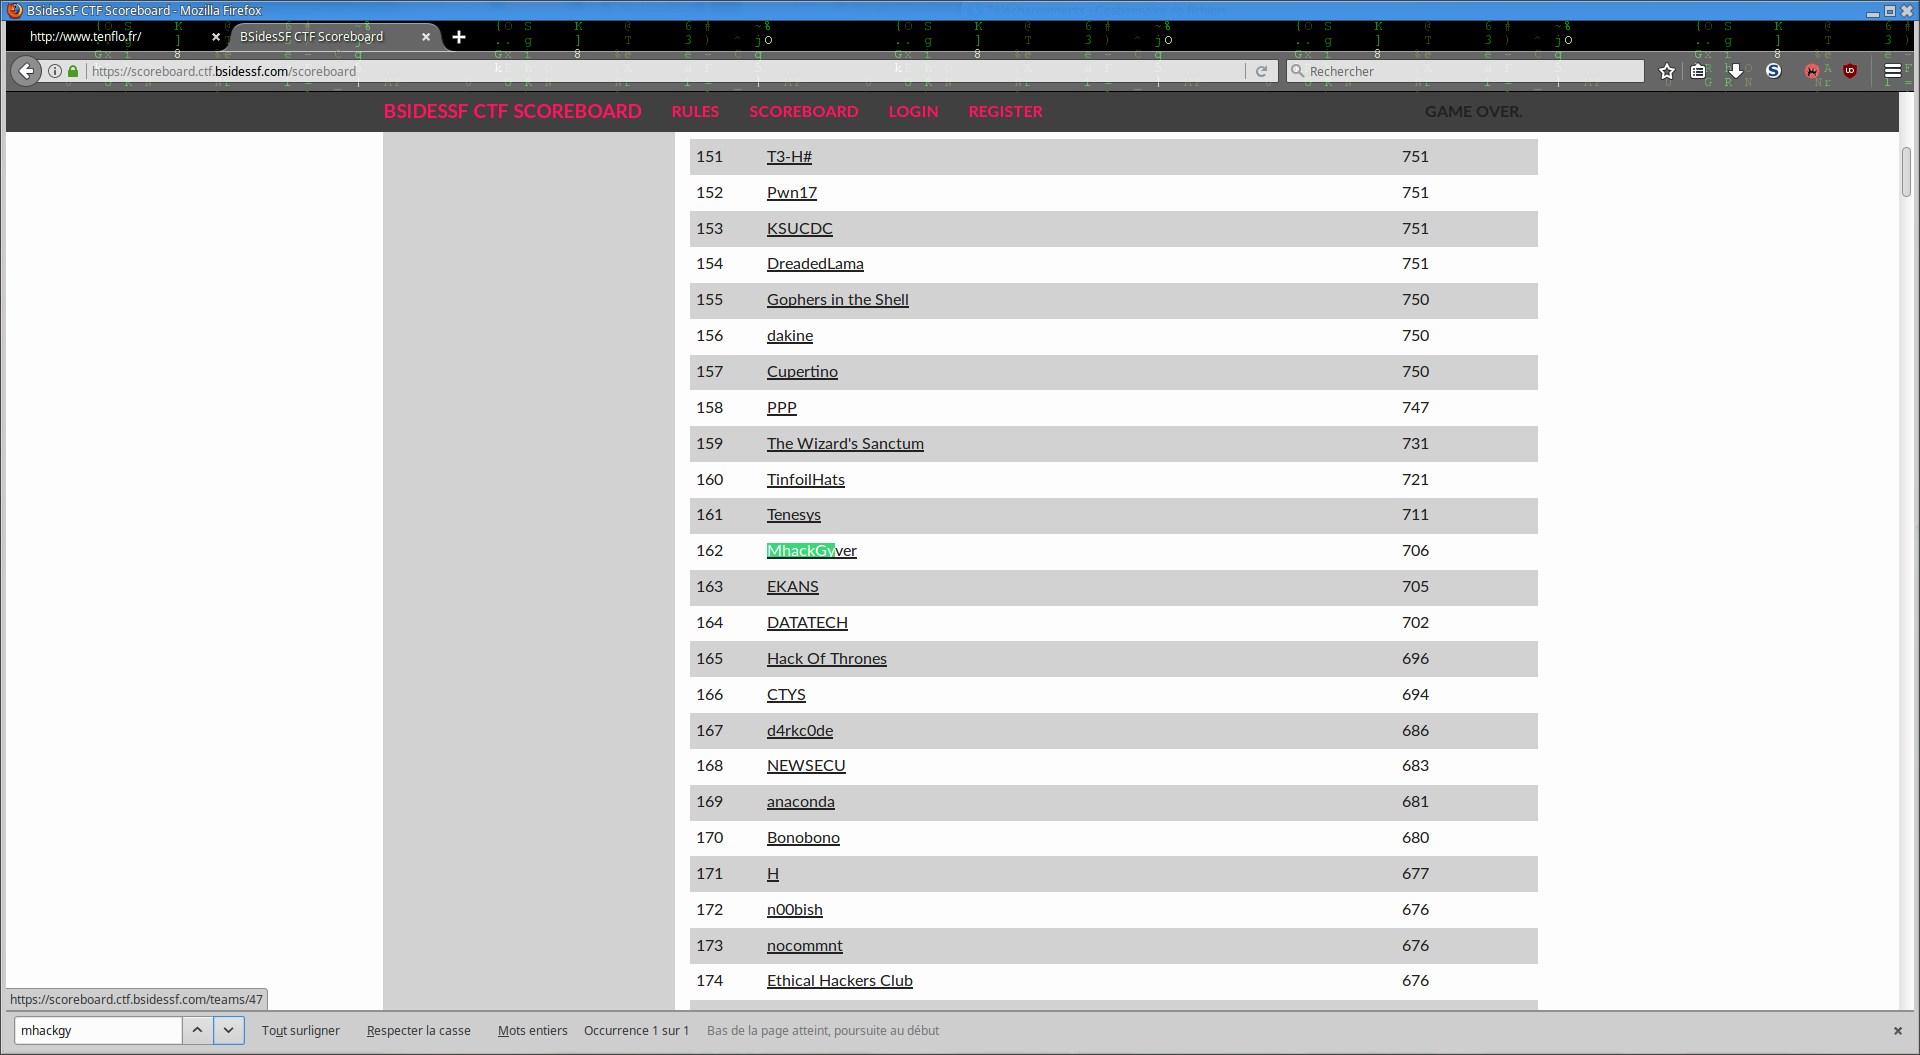 BSidesSF CTF Scoreboard - Mozilla Firefox
http://www.tenflo.fr/ BSidesSF CTF Scoreboard
https://scoreboard.ctf.bsidessf.com/scoreboard Rechercher
BSIDESSF CTF SCOREBOARD RULES SCOREBOARD LOGIN REGISTER GAME OVER.
151 T3-H# 751
152 Pwn17 751
153 KSUCDC 751
154 DreadedLama 751
155 Gophers in the Shell 750
156 dakine 750
157 Cupertino 750
158 PPP 747
159 The Wizard's Sanctum 731
160 TinfoilHats 721
161 Tenesys 711
162 MhackGyver 706
163 EKANS 705
164 DATATECH 702
165 Hack Of Thrones 696
166 CTYS 694
167 d4rkc0de 686
168 NEWSECU 683
169 anaconda 681
170 Bonobono 680
171 H 677
172 n00bish 676
173 nocommnt 676
174 Ethical Hackers Club 676
https://scoreboard.ctf.bsidessf.com/teams/47
mhackgy Tout surligner Respecter la casse Mots entiers Occurrence 1 sur 1 Bas de la page atteint, poursuite au début